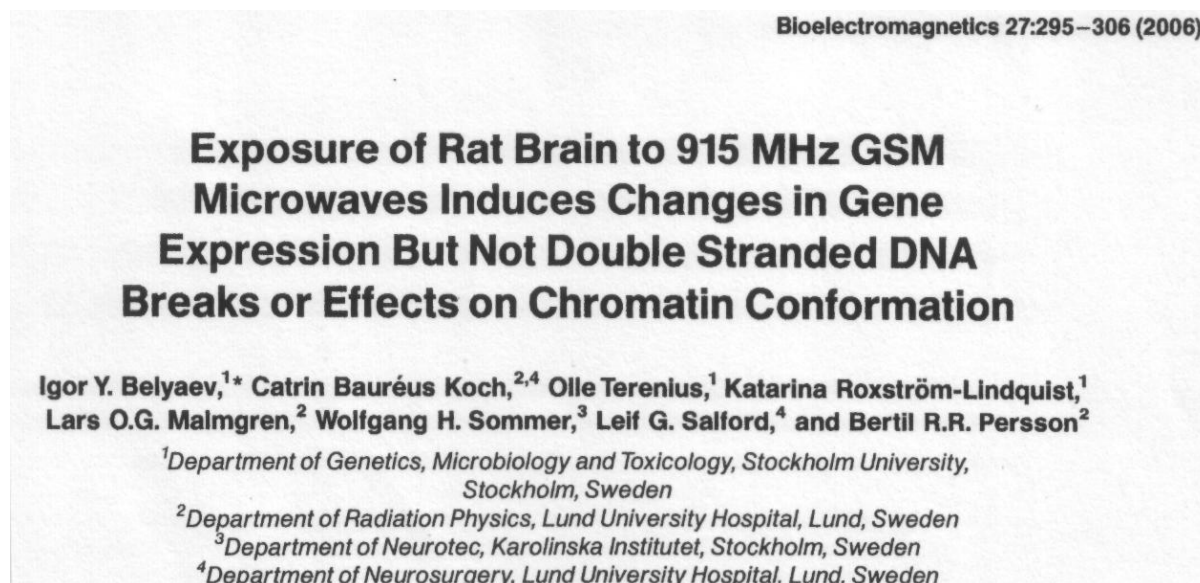 Bioelectromagnetics 27:295–306 (2006)
Exposure of Rat Brain to 915 MHz GSM
Microwaves Induces Changes in Gene
Expression But Not Double Stranded DNA
Breaks or Effects on Chromatin Conformation
Igor Y. Belyaev,¹* Catrin Bauréus Koch,²,⁴ Olle Terenius,¹ Katarina Roxström-Lindquist,¹
Lars O.G. Malmgren,² Wolfgang H. Sommer,³ Leif G. Salford,⁴ and Bertil R.R. Persson²
¹Department of Genetics, Microbiology and Toxicology, Stockholm University,
Stockholm, Sweden
²Department of Radiation Physics, Lund University Hospital, Lund, Sweden
³Department of Neurotec, Karolinska Institutet, Stockholm, Sweden
⁴Department of Neurosurgery, Lund University Hospital, Lund, Sweden